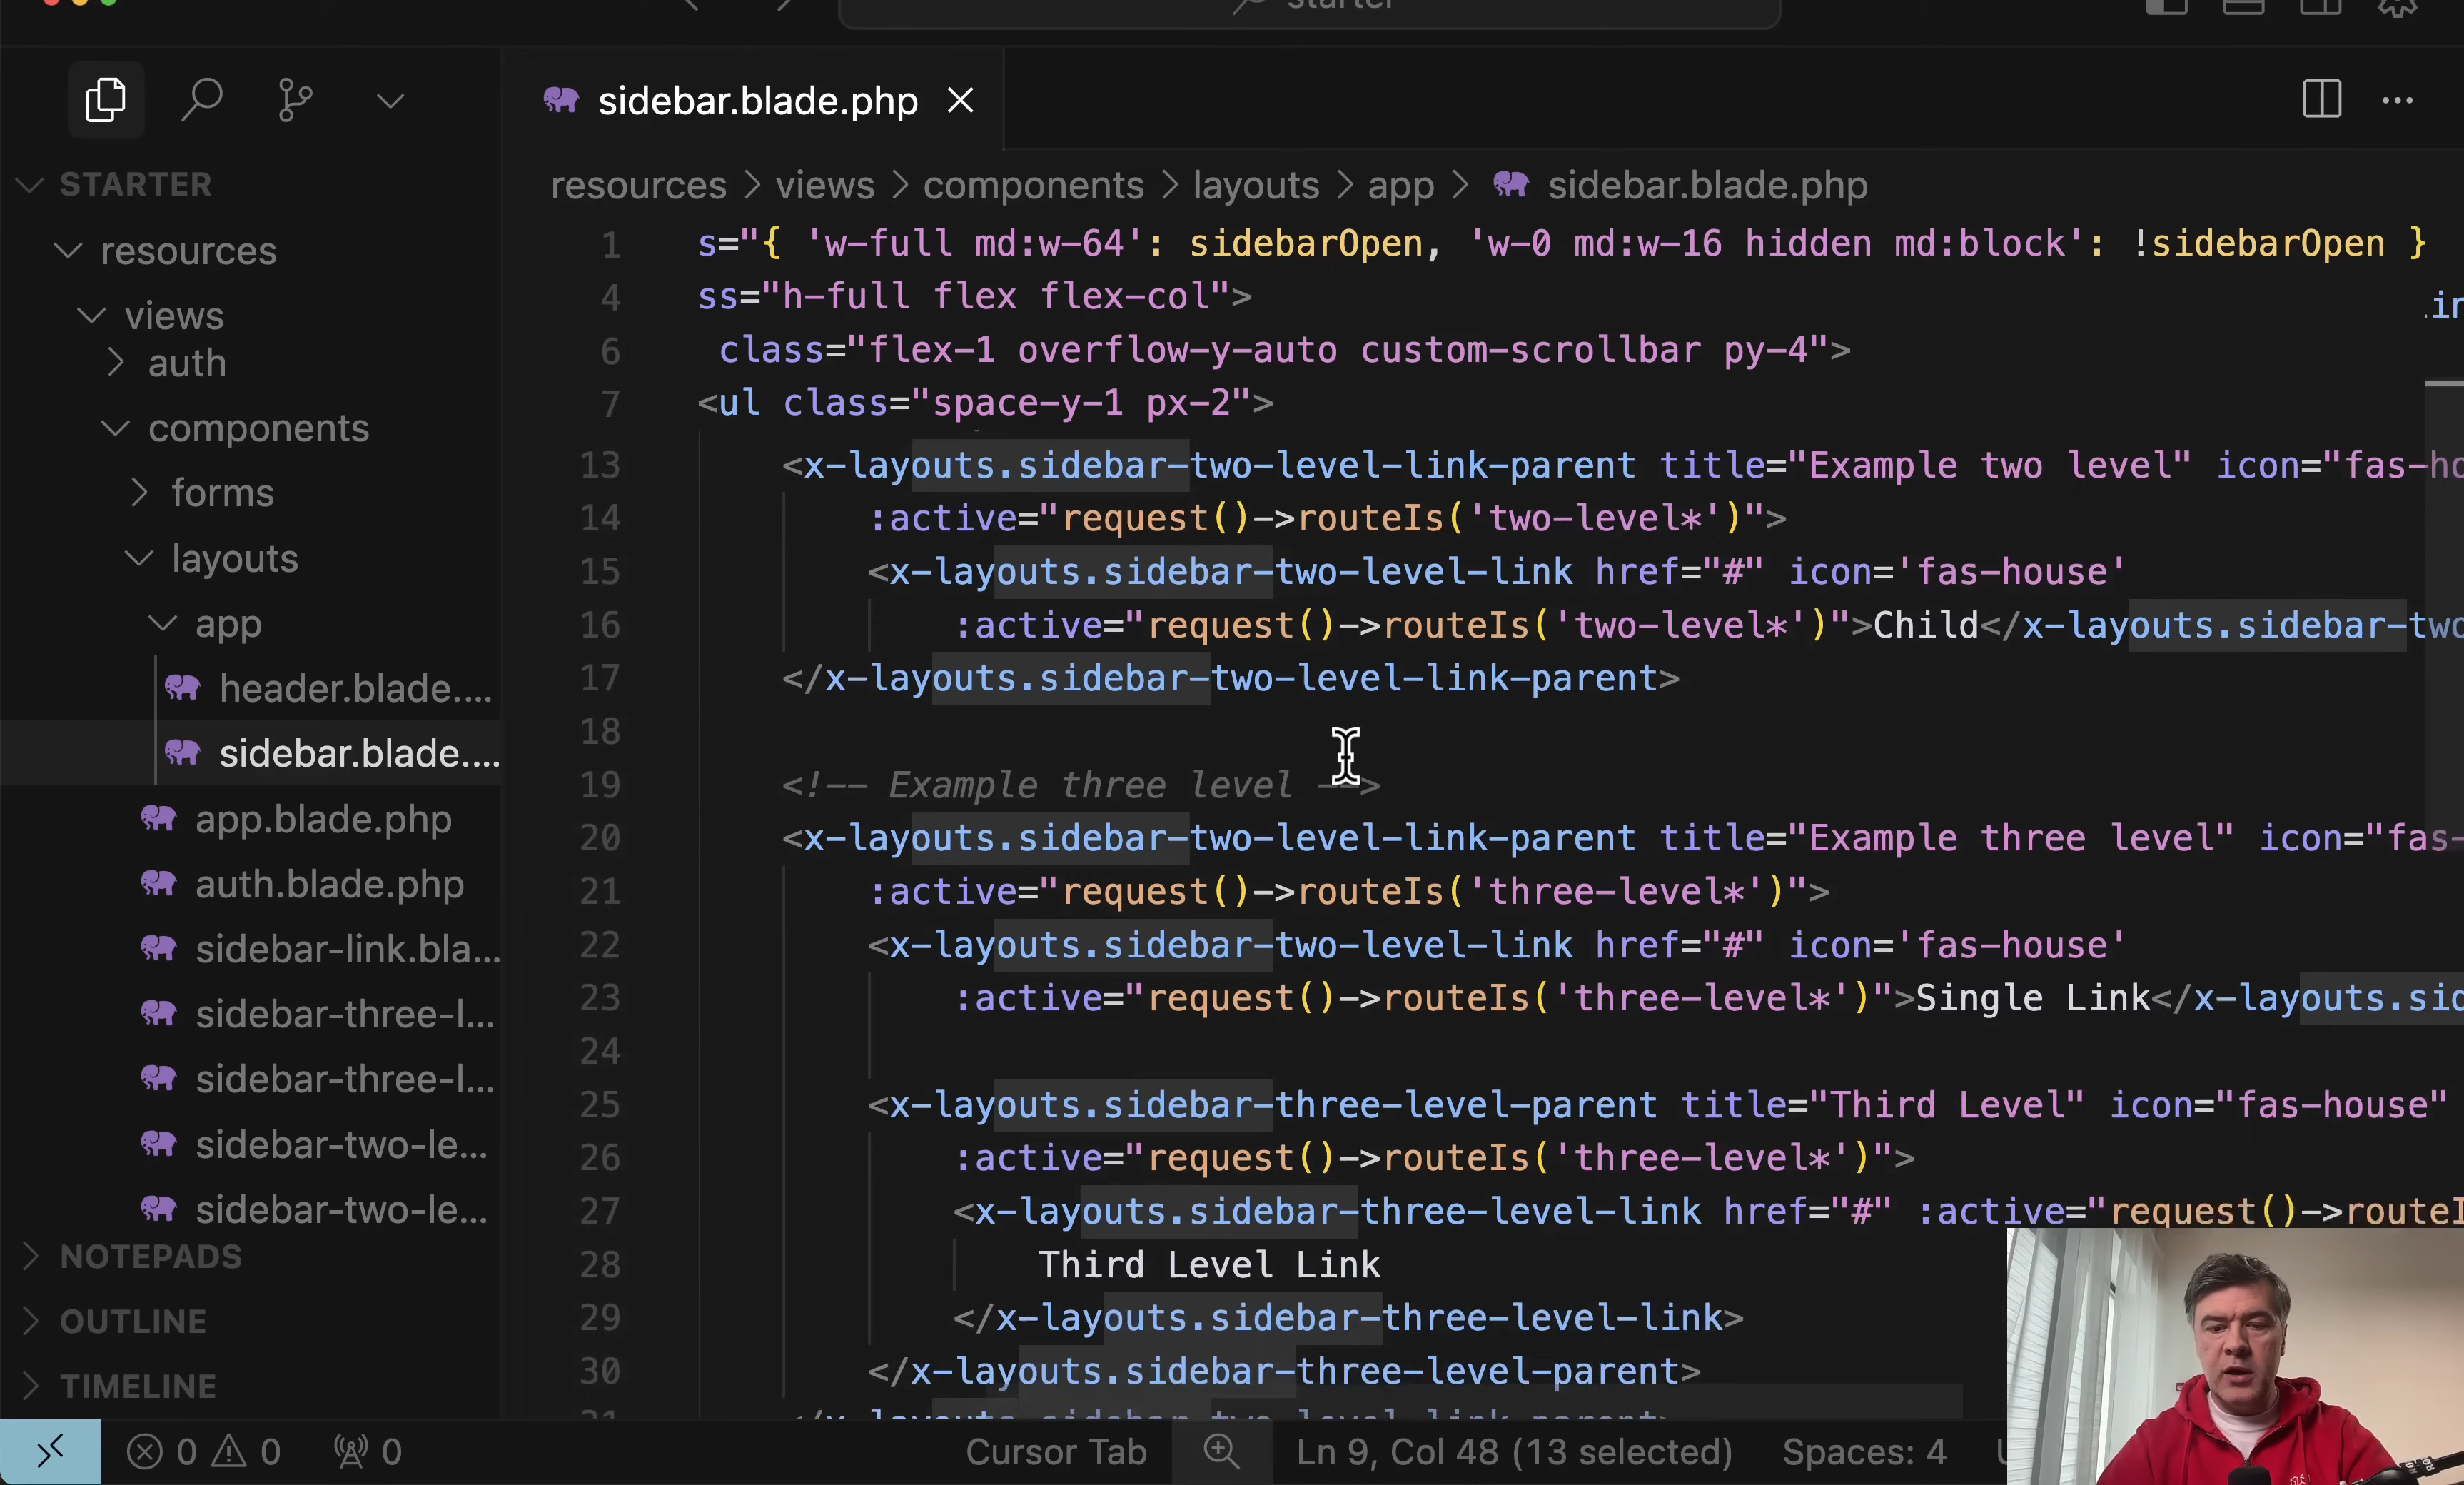 starter
sidebar.blade.php
STARTER
resources
views
auth
components
forms
layouts
app
header.blade....
sidebar.blade....
app.blade.php
auth.blade.php
sidebar-link.bla...
sidebar-three-l...
sidebar-three-l...
sidebar-two-le...
sidebar-two-le...
NOTEPADS
OUTLINE
TIMELINE
resources > views > components > layouts > app > sidebar.blade.php
1 s="{ 'w-full md:w-64': sidebarOpen, 'w-0 md:w-16 hidden md:block': !sidebarOpen }
4 ss="h-full flex flex-col">
6 class="flex-1 overflow-y-auto custom-scrollbar py-4">
7 <ul class="space-y-1 px-2">
13 <x-layouts.sidebar-two-level-link-parent title="Example two level" icon="fas-ho
14 :active="request()->routeIs('two-level*')">
15 <x-layouts.sidebar-two-level-link href="#" icon='fas-house'
16 :active="request()->routeIs('two-level*')">Child</x-layouts.sidebar-two
17 </x-layouts.sidebar-two-level-link-parent>
18
19 <!-- Example three level -->
20 <x-layouts.sidebar-two-level-link-parent title="Example three level" icon="fas-
21 :active="request()->routeIs('three-level*')">
22 <x-layouts.sidebar-two-level-link href="#" icon='fas-house'
23 :active="request()->routeIs('three-level*')">Single Link</x-layouts.sid
24
25 <x-layouts.sidebar-three-level-parent title="Third Level" icon="fas-house"
26 :active="request()->routeIs('three-level*')">
27 <x-layouts.sidebar-three-level-link href="#" :active="request()->routeI
28 Third Level Link
29 </x-layouts.sidebar-three-level-link>
30 </x-layouts.sidebar-three-level-parent>
31 </x-layouts.sidebar-two-level-link-parent>
0 0 0 Cursor Tab Ln 9, Col 48 (13 selected) Spaces: 4